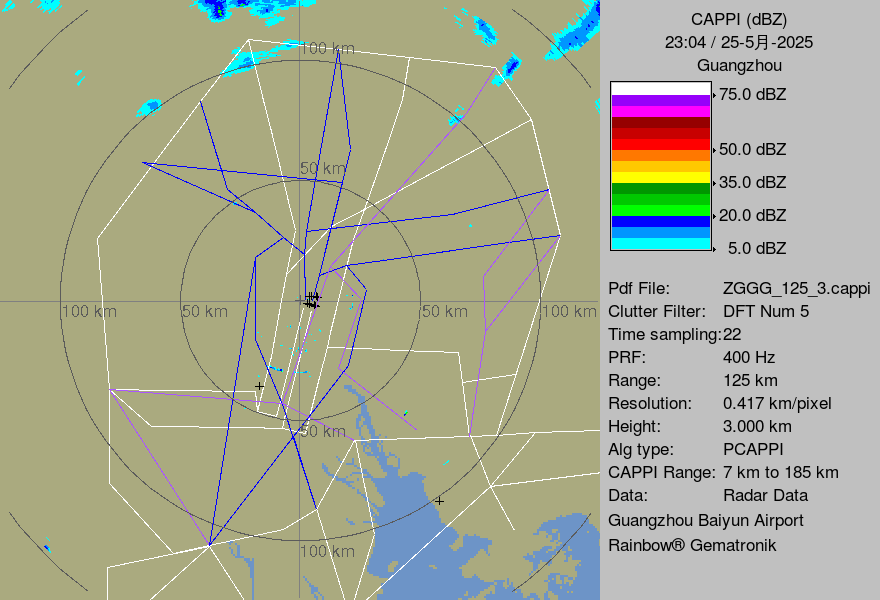 CAPPI (dBZ)
23:04 / 25-5月-2025
Guangzhou
75.0 dBZ
50.0 dBZ
35.0 dBZ
20.0 dBZ
5.0 dBZ
Pdf File: ZGGG_125_3.cappi
Clutter Filter: DFT Num 5
Time sampling:22
PRF: 400 Hz
Range: 125 km
Resolution: 0.417 km/pixel
Height: 3.000 km
Alg type: PCAPPI
CAPPI Range: 7 km to 185 km
Data: Radar Data
Guangzhou Baiyun Airport
Rainbow® Gematronik
100 km
50 km
100 km
50 km
50 km
100 km
50 km
100 km